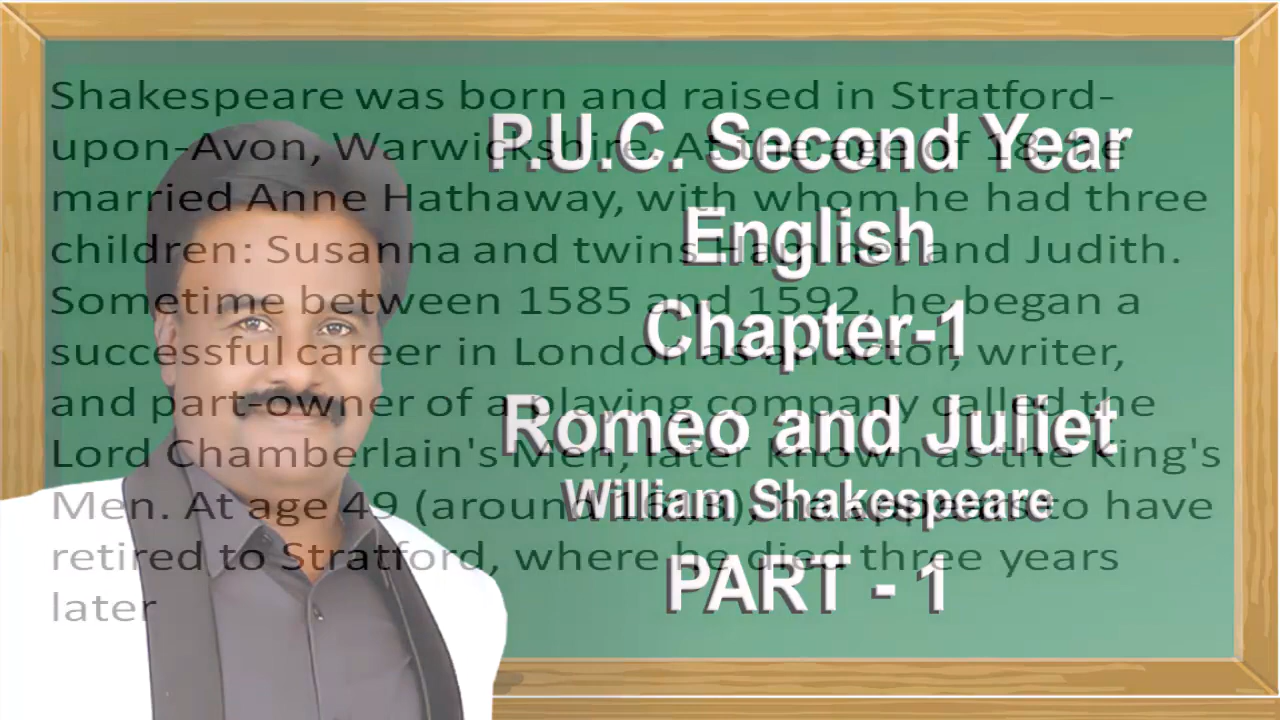 Shakespeare was born and raised in Stratford-
upon-Avon, Warwickshire. At the age of 18, he
married Anne Hathaway, with whom he had three
children: Susanna and twins Hamnet and Judith.
Sometime between 1585 and 1592, he began a
successful career in London as an actor, writer,
and part-owner of a playing company called the
Lord Chamberlain's Men, later known as the King's
Men. At age 49 (around 1613), he appears to have
retired to Stratford, where he died three years
later
P.U.C. Second Year
English
Chapter-1
Romeo and Juliet
William Shakespeare
PART - 1